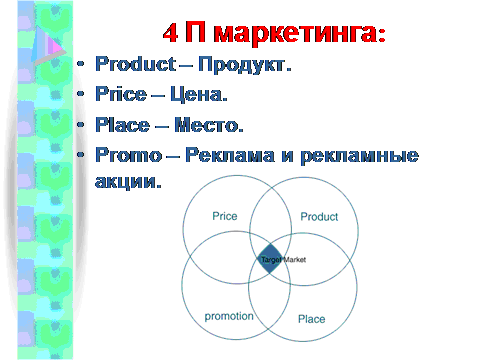 4 П маркетинга:
• Product – Продукт.
• Price – Цена.
• Place – Место.
• Promo – Реклама и рекламные
акции.
Price
Product
Target Market
promotion
Place